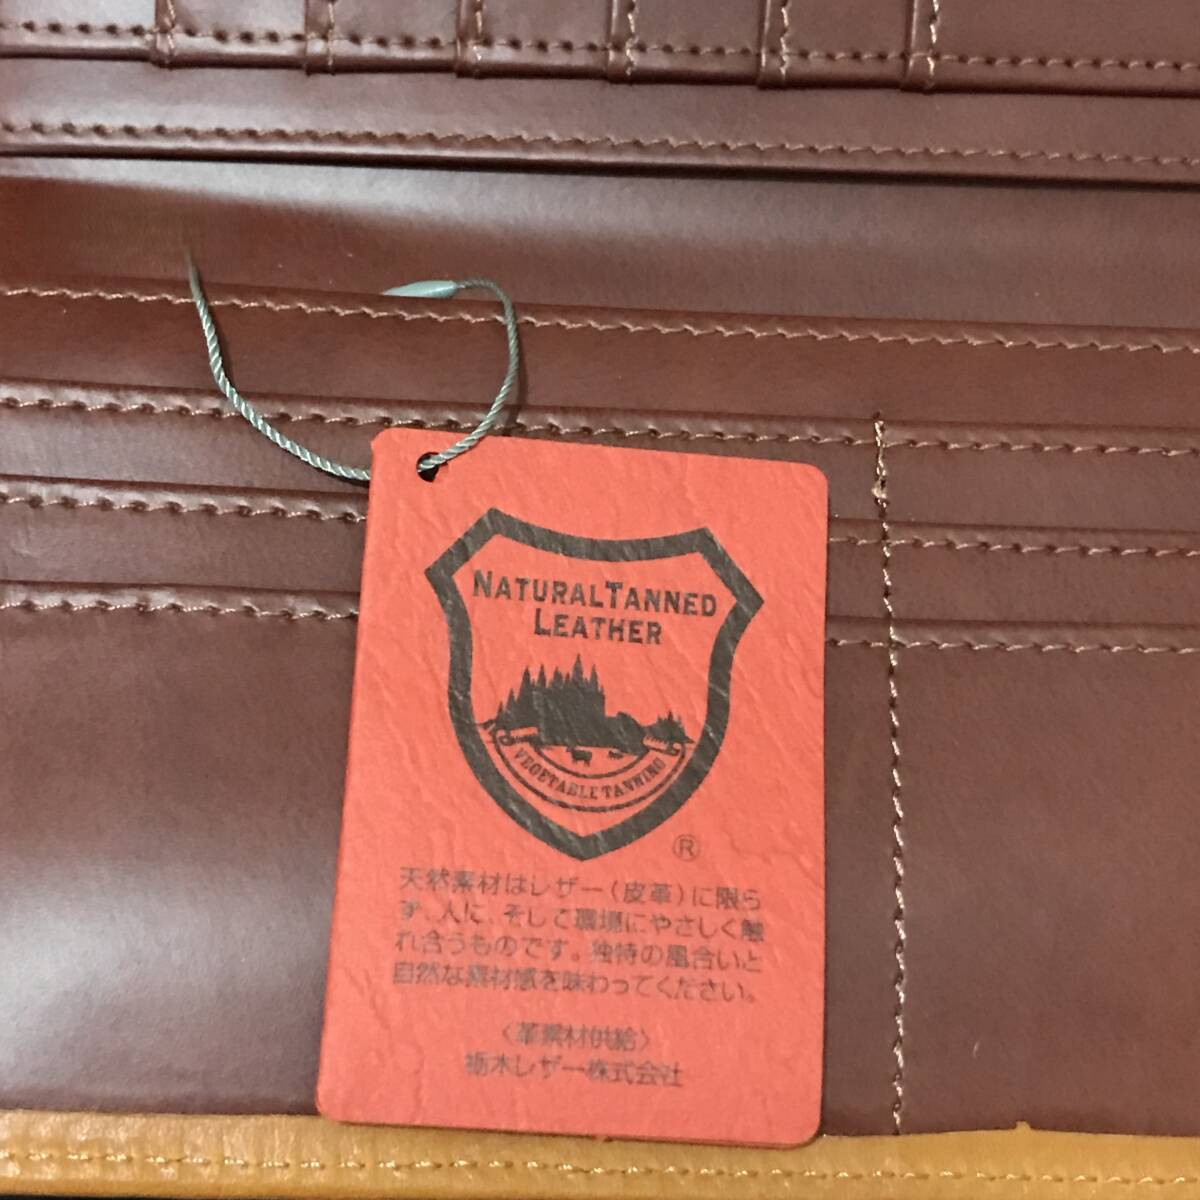 NATURAL TANNED
LEATHER
VEGETABLE TANNING
®
天然素材はレザー(皮革)に限ら
ず、人に、そして環境にやさしく触
れ合うものです。独特の風合いと
自然な素材感を味わってください。
〈革素材供給〉
栃木レザー株式会社